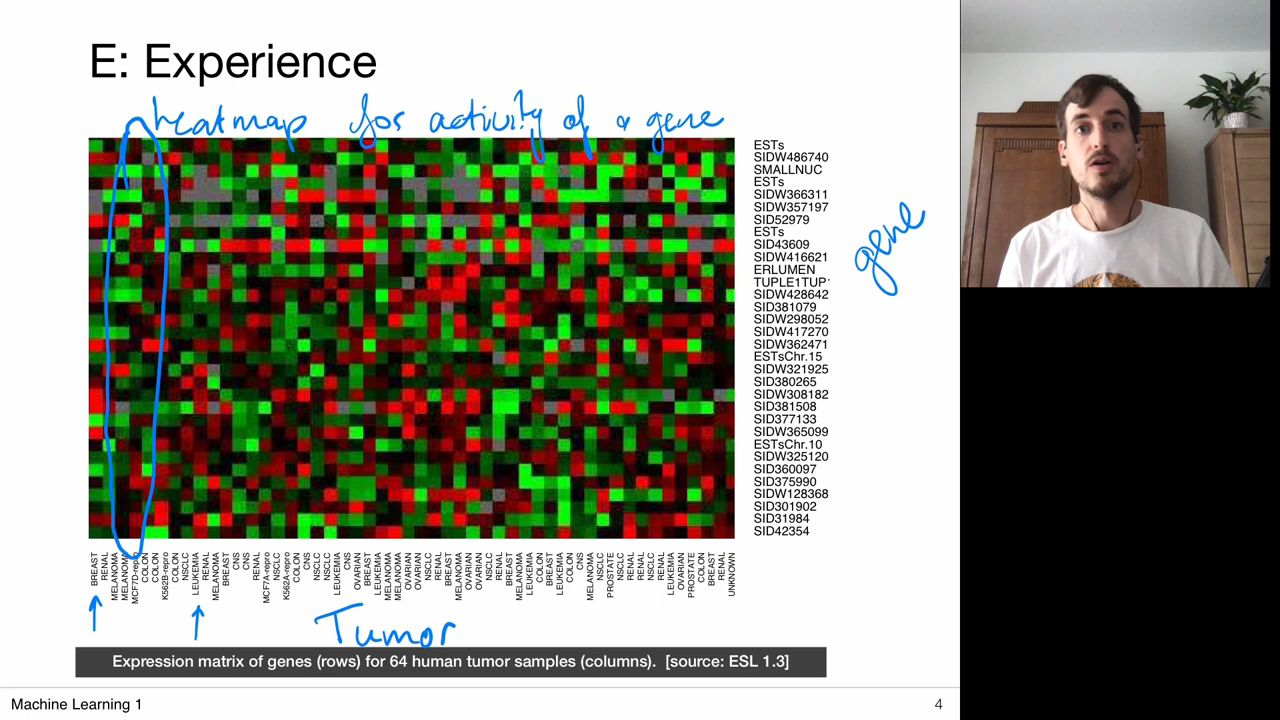 E: Experience
heatmap for activity of a gene
ESTs
SIDW486740
SMALLNUC
ESTs
SIDW366311
SIDW357197
SID52979
ESTs
SID43609
SIDW416621
ERLUMEN
TUPLE1TUP1
SIDW428642
SID381079
SIDW298052
SIDW417270
SIDW362471
ESTsChr.15
SIDW321925
SID380265
SIDW308182
SID381508
SID377133
SIDW365099
ESTsChr.10
SIDW325120
SID360097
SID375990
SIDW128368
SID301902
SID31984
SID42354
gene
BREAST
RENAL
MELANOMA
MELANOMA
MCF7D-repro
COLON
COLON
K562B-repro
COLON
NSCLC
LEUKEMIA
RENAL
MELANOMA
BREAST
CNS
CNS
RENAL
MCF7A-repro
NSCLC
K562A-repro
COLON
CNS
NSCLC
NSCLC
LEUKEMIA
CNS
OVARIAN
BREAST
LEUKEMIA
MELANOMA
MELANOMA
OVARIAN
OVARIAN
NSCLC
RENAL
BREAST
MELANOMA
OVARIAN
OVARIAN
NSCLC
RENAL
BREAST
MELANOMA
LEUKEMIA
COLON
BREAST
LEUKEMIA
COLON
CNS
MELANOMA
NSCLC
PROSTATE
NSCLC
RENAL
RENAL
NSCLC
RENAL
LEUKEMIA
OVARIAN
PROSTATE
COLON
BREAST
RENAL
UNKNOWN
Tumor
Expression matrix of genes (rows) for 64 human tumor samples (columns). [source: ESL 1.3]
Machine Learning 1
4